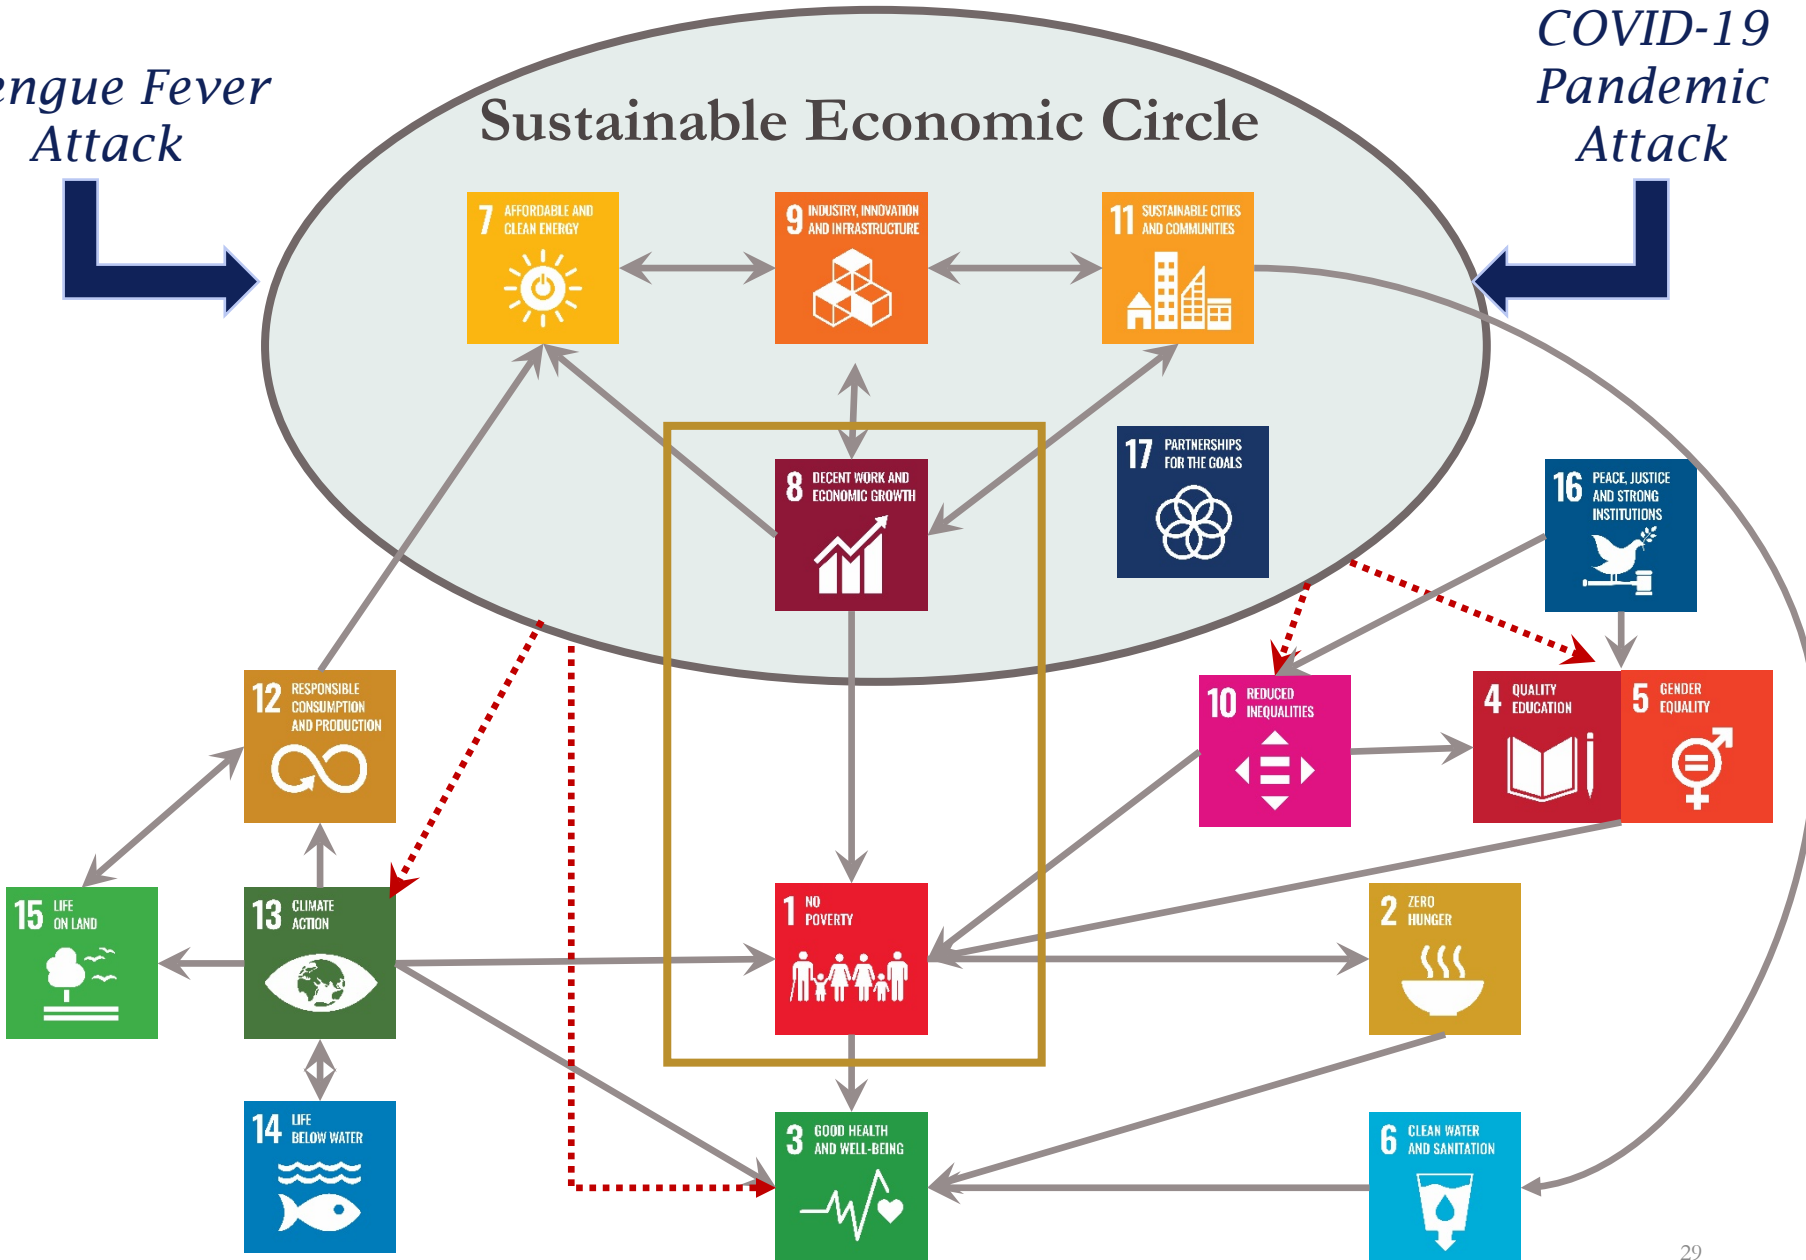 engue Fever
Attack
COVID-19
Pandemic
Attack
Sustainable Economic Circle
7 AFFORDABLE AND
CLEAN ENERGY
9 INDUSTRY, INNOVATION
AND INFRASTRUCTURE
11 SUSTAINABLE CITIES
AND COMMUNITIES
8 DECENT WORK AND
ECONOMIC GROWTH
17 PARTNERSHIPS
FOR THE GOALS
16 PEACE, JUSTICE
AND STRONG
INSTITUTIONS
12 RESPONSIBLE
CONSUMPTION
AND PRODUCTION
10 REDUCED
INEQUALITIES
4 QUALITY
EDUCATION
5 GENDER
EQUALITY
15 LIFE
ON LAND
13 CLIMATE
ACTION
1 NO
POVERTY
2 ZERO
HUNGER
14 LIFE
BELOW WATER
3 GOOD HEALTH
AND WELL-BEING
6 CLEAN WATER
AND SANITATION
29